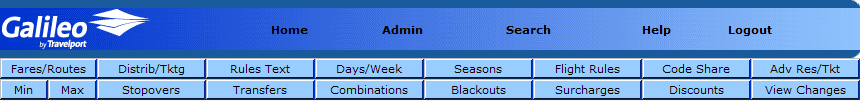 Galileo
by Travelport
Home Admin Search Help Logout
Fares/Routes Distrib/Tktg Rules Text Days/Week Seasons Flight Rules Code Share Adv Res/Tkt
Min Max Stopovers Transfers Combinations Blackouts Surcharges Discounts View Changes